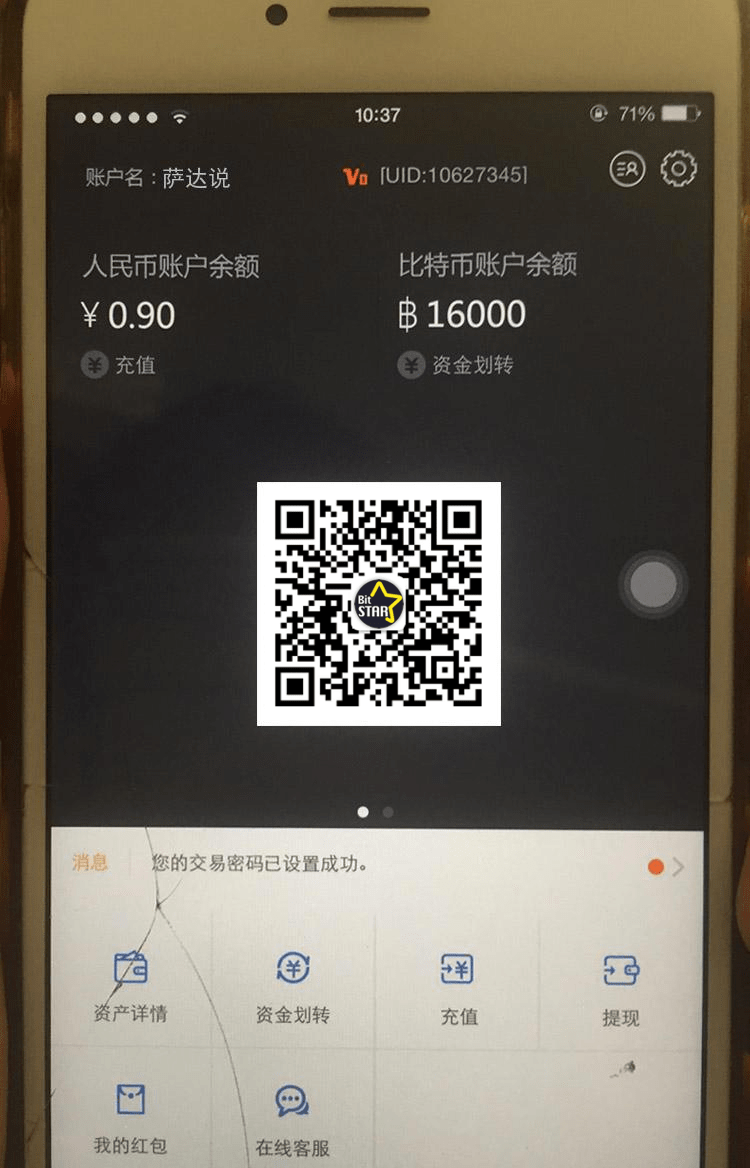 10:37
71%
账户名：萨达说
V0 [UID:10627345]
人民币账户余额
比特币账户余额
¥ 0.90
฿ 16000
¥ 充值
¥ 资金划转
Bit
STAR
消息
您的交易密码已设置成功。
资产详情
资金划转
充值
提现
我的红包
在线客服